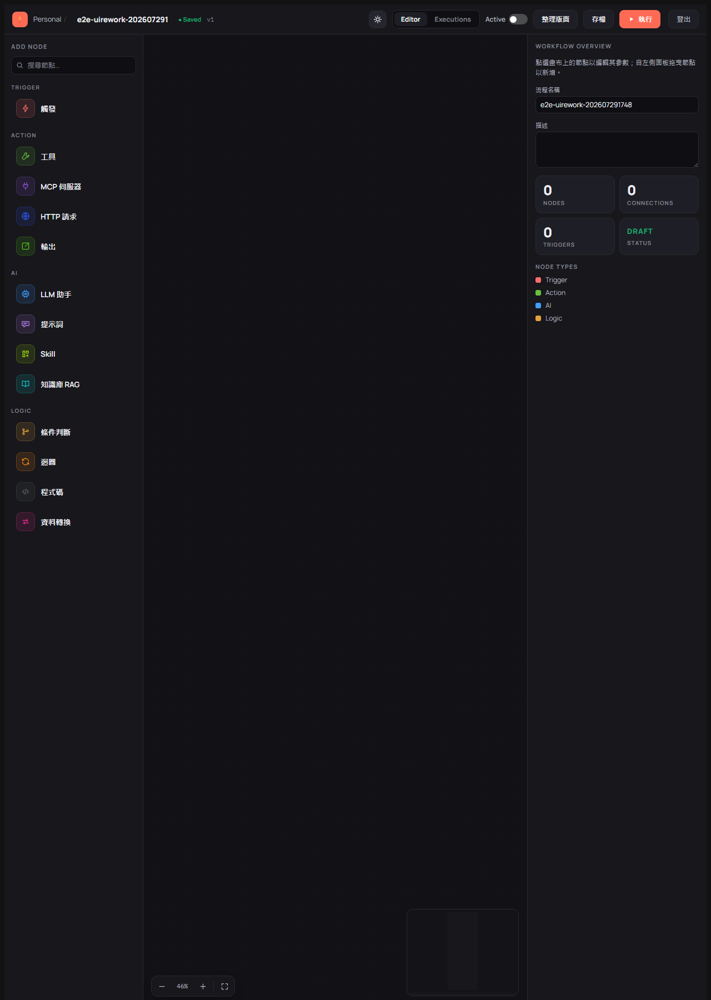 Personal / e2e-uirework-202607291 Saved v1
Editor Executions Active 整理版面 存檔 執行 登出
ADD NODE
搜尋節點…
TRIGGER
觸發
ACTION
工具
MCP 伺服器
HTTP 請求
輸出
AI
LLM 助手
提示詞
Skill
知識庫 RAG
LOGIC
條件判斷
迴圈
程式碼
資料轉換
46%
WORKFLOW OVERVIEW
點選畫布上的節點以編輯其參數；自左側面板拖曳節點
以新增。
流程名稱
e2e-uirework-202607291748
描述
0
NODES
0
CONNECTIONS
0
TRIGGERS
DRAFT
STATUS
NODE TYPES
Trigger
Action
AI
Logic